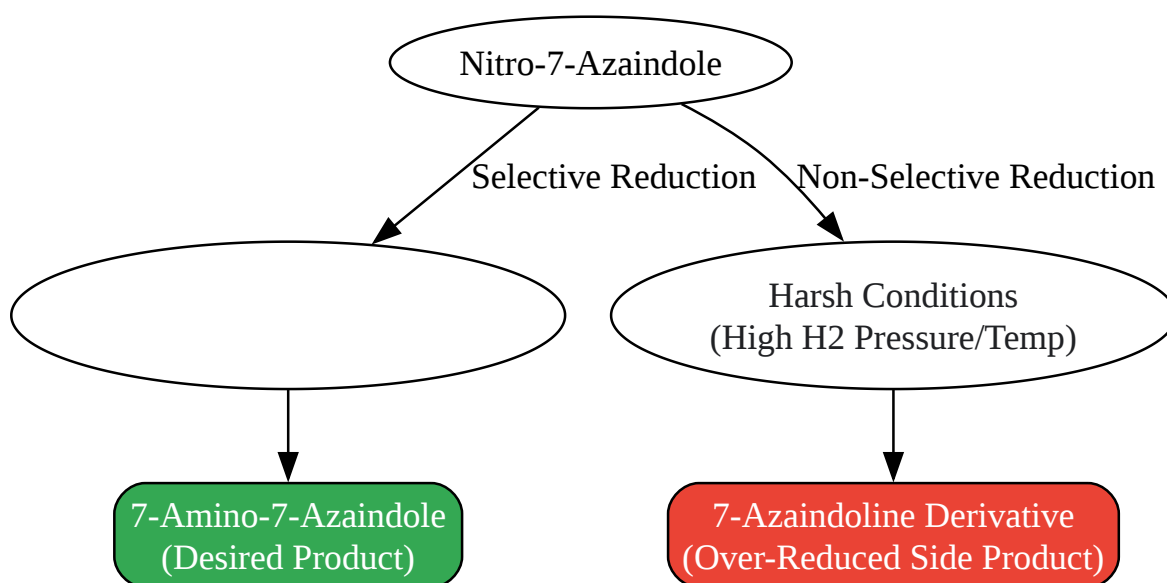 Nitro-7-Azaindole
Selective Reduction
Non-Selective Reduction
Harsh Conditions
(High H2 Pressure/Temp)
7-Amino-7-Azaindole
(Desired Product)
7-Azaindoline Derivative
(Over-Reduced Side Product)